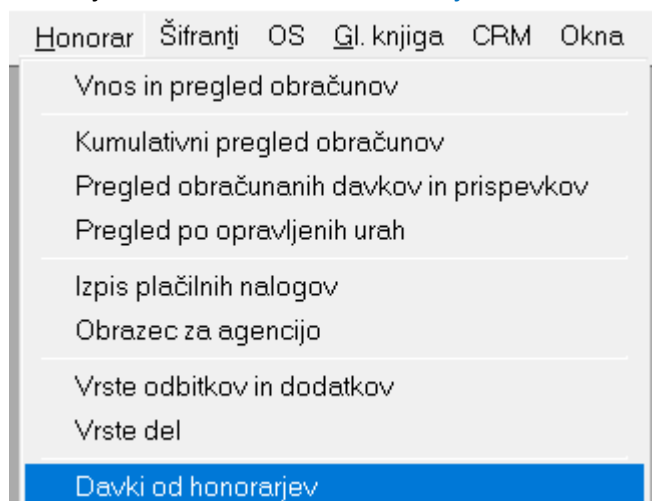 Honorar Šifranti OS Gl. knjiga CRM Okna
Vnos in pregled obračunov
Kumulativni pregled obračunov
Pregled obračunanih davkov in prispevkov
Pregled po opravljenih urah
Izpis plačilnih nalogov
Obrazec za agencijo
Vrste odbitkov in dodatkov
Vrste del
Davki od honorarjev